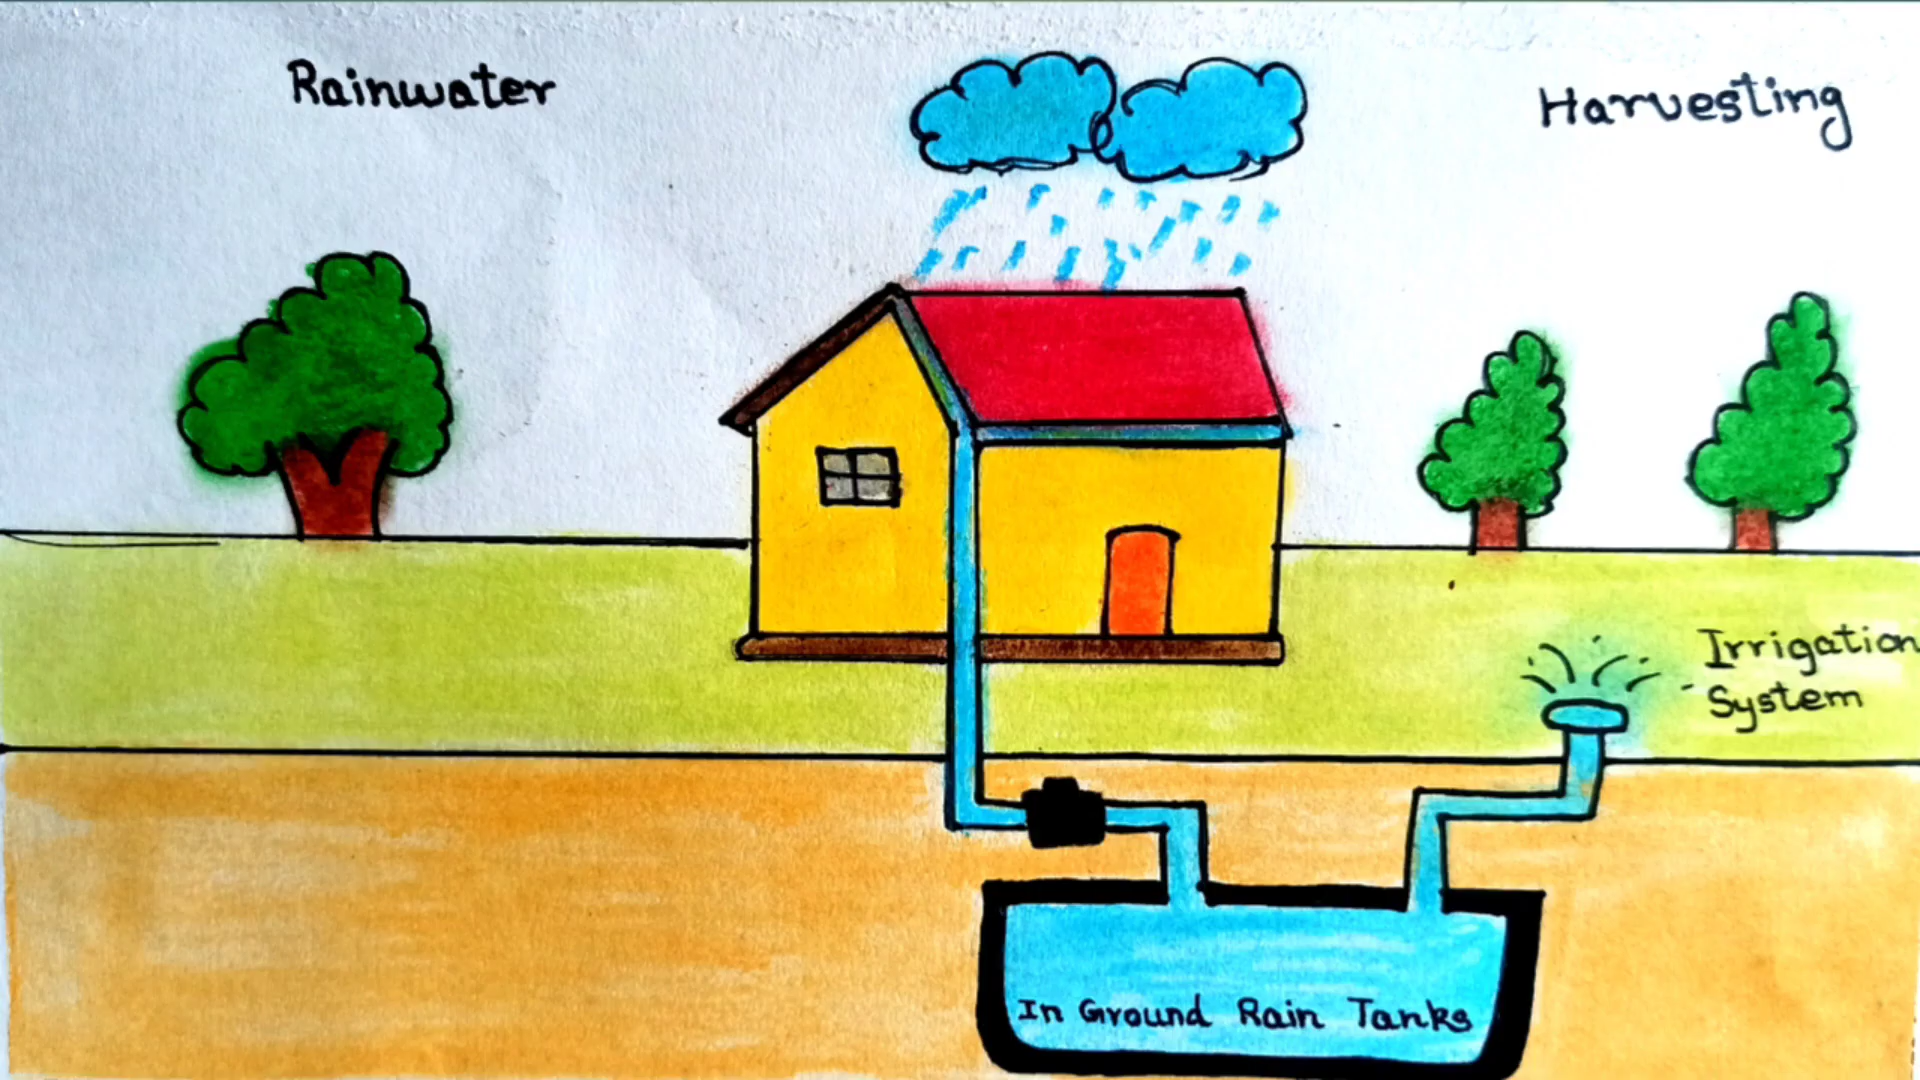 Rainwater
Harvesting
Irrigation
System
In Ground Rain Tanks